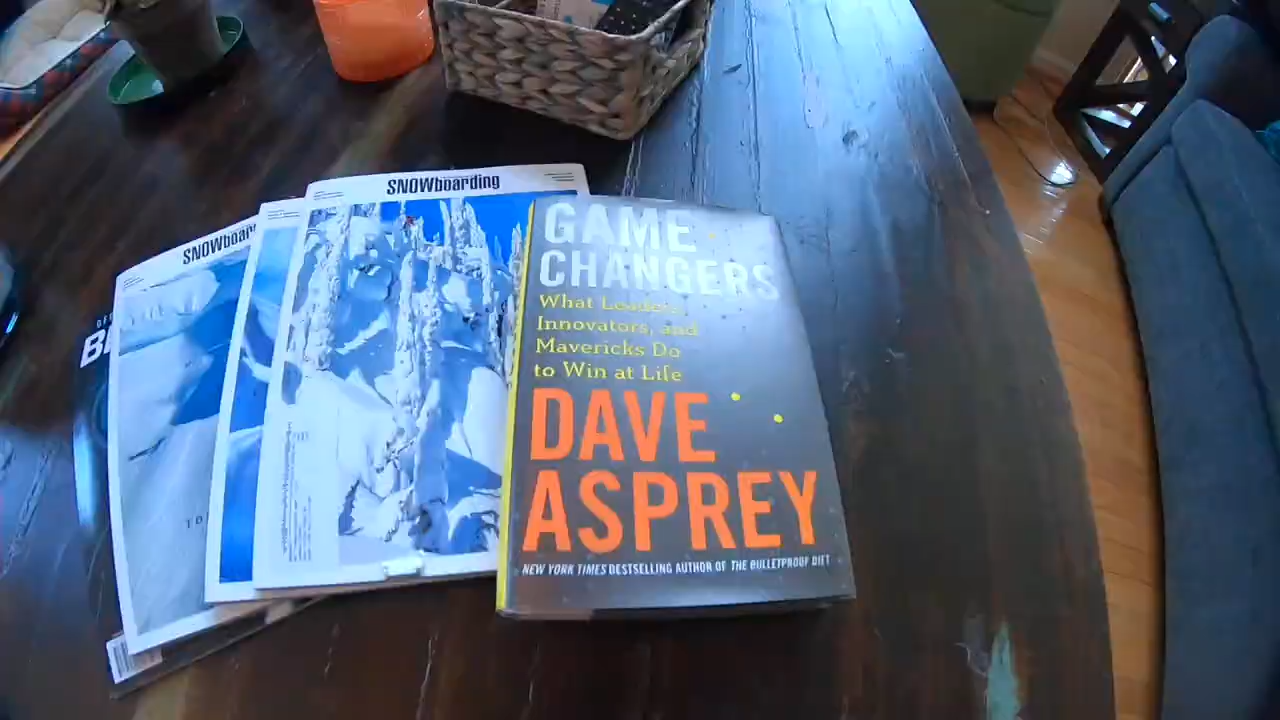 SNOWboarding
SNOWboar
GAME
CHANGERS
What Leaders,
Innovators, and
Mavericks Do
to Win at Life
DAVE
ASPREY
NEW YORK TIMES BESTSELLING AUTHOR OF THE BULLETPROOF DIET